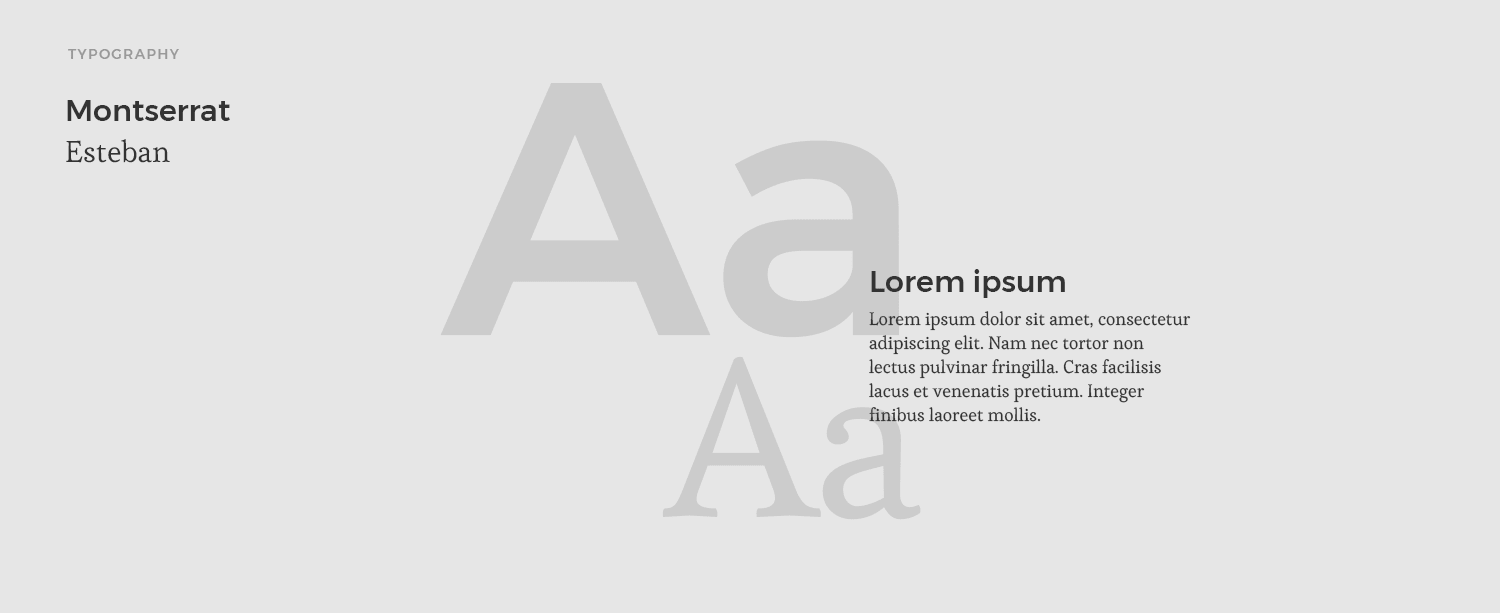 TYPOGRAPHY
Montserrat
Esteban
Aa
Aa
Lorem ipsum
Lorem ipsum dolor sit amet, consectetur
adipiscing elit. Nam nec tortor non
lectus pulvinar fringilla. Cras facilisis
lacus et venenatis pretium. Integer
finibus laoreet mollis.